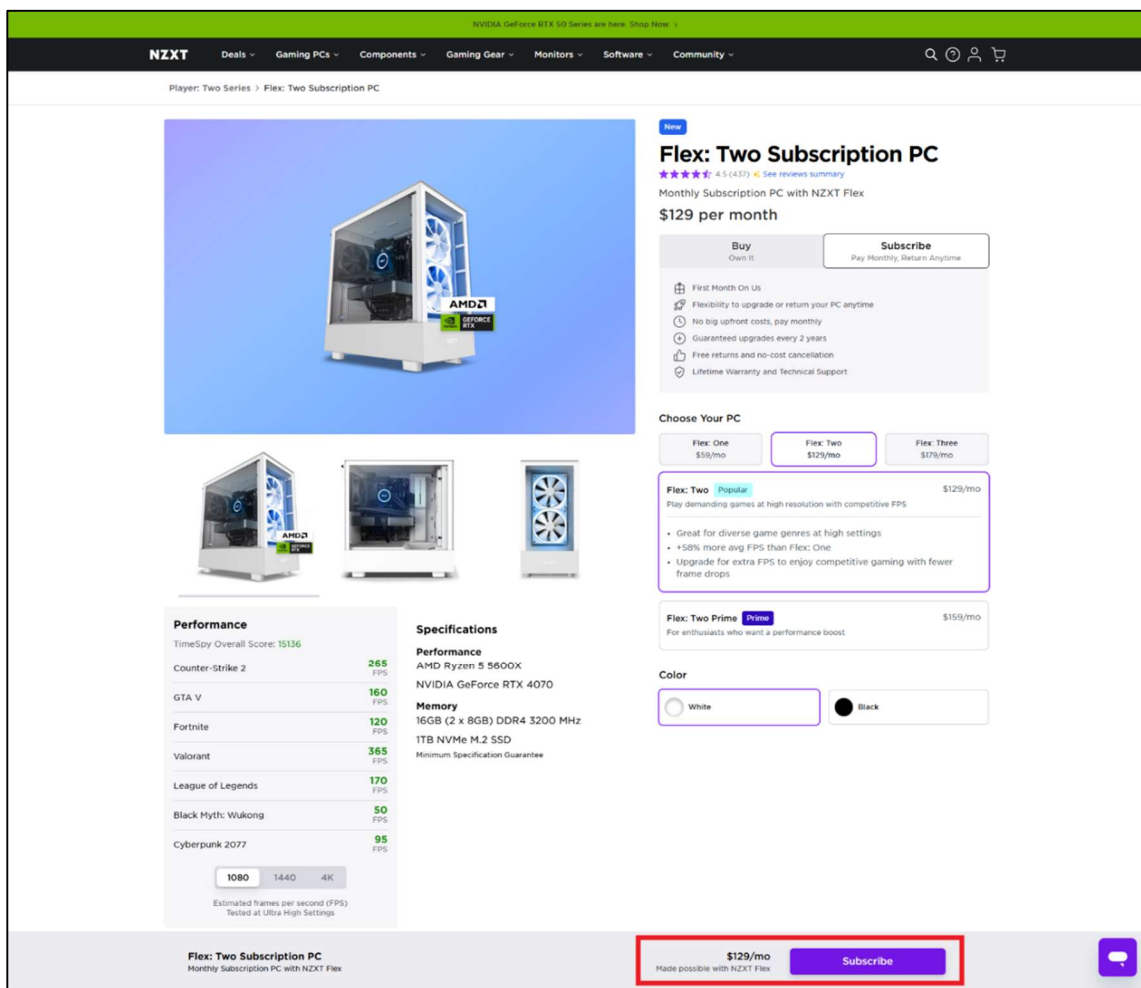 NVIDIA GeForce RTX 50 Series are here. Shop Now
NZXT Deals Gaming PCs Components Gaming Gear Monitors Software Community
Player: Two Series > Flex: Two Subscription PC
AMD
GEFORCE
RTX
AMD
New
Flex: Two Subscription PC
4.5 (437) See reviews summary
Monthly Subscription PC with NZXT Flex
$129 per month
Buy
Own It
Subscribe
Pay Monthly, Return Anytime
First Month On Us
Flexibility to upgrade or return your PC anytime
No big upfront costs, pay monthly
Guaranteed upgrades every 2 years
Free returns and no-cost cancellation
Lifetime Warranty and Technical Support
Choose Your PC
Flex: One
$59/mo
Flex: Two
$129/mo
Flex: Three
$179/mo
Flex: Two Popular $129/mo
Play demanding games at high resolution with competitive FPS
• Great for diverse game genres at high settings
• +58% more avg FPS than Flex: One
• Upgrade for extra FPS to enjoy competitive gaming with fewer
frame drops
Flex: Two Prime Prime $159/mo
For enthusiasts who want a performance boost
Color
White
Black
Performance
TimeSpy Overall Score: 15136
Counter-Strike 2 265 FPS
GTA V 160 FPS
Fortnite 120 FPS
Valorant 365 FPS
League of Legends 170 FPS
Black Myth: Wukong 50 FPS
Cyberpunk 2077 95 FPS
1080 1440 4K
Estimated frames per second (FPS)
Tested at Ultra High Settings
Specifications
Performance
AMD Ryzen 5 5600X
NVIDIA GeForce RTX 4070
Memory
16GB (2 x 8GB) DDR4 3200 MHz
1TB NVMe M.2 SSD
Minimum Specification Guarantee
Flex: Two Subscription PC
Monthly Subscription PC with NZXT Flex
$129/mo
Made possible with NZXT Flex
Subscribe